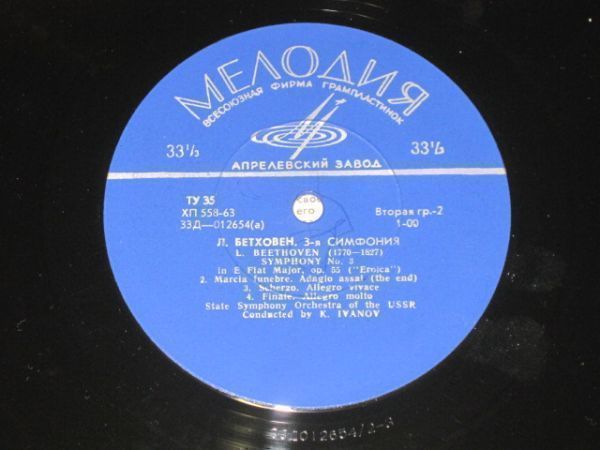 МЕЛОДИЯ
ВСЕСОЮЗНАЯ ФИРМА ГРАМПЛАСТИНОК
33⅓ 33⅓
АПРЕЛЕВСКИЙ ЗАВОД
ТУ 35
ХП 558-63
33Д—012654(а)
свое
его
Вторая гр.-2
1-00
Л. БЕТХОВЕН, 3-я СИМФОНИЯ
L. BEETHOVEN (1770—1827)
SYMPHONY No. 3
in E Flat Major, op. 55 ("Eroica")
2. Marcia funebre. Adagio assai (the end)
3. Scherzo. Allegro vivace
4. Finale. Allegro molto
State Symphony Orchestra of the USSR
Conducted by K. IVANOV